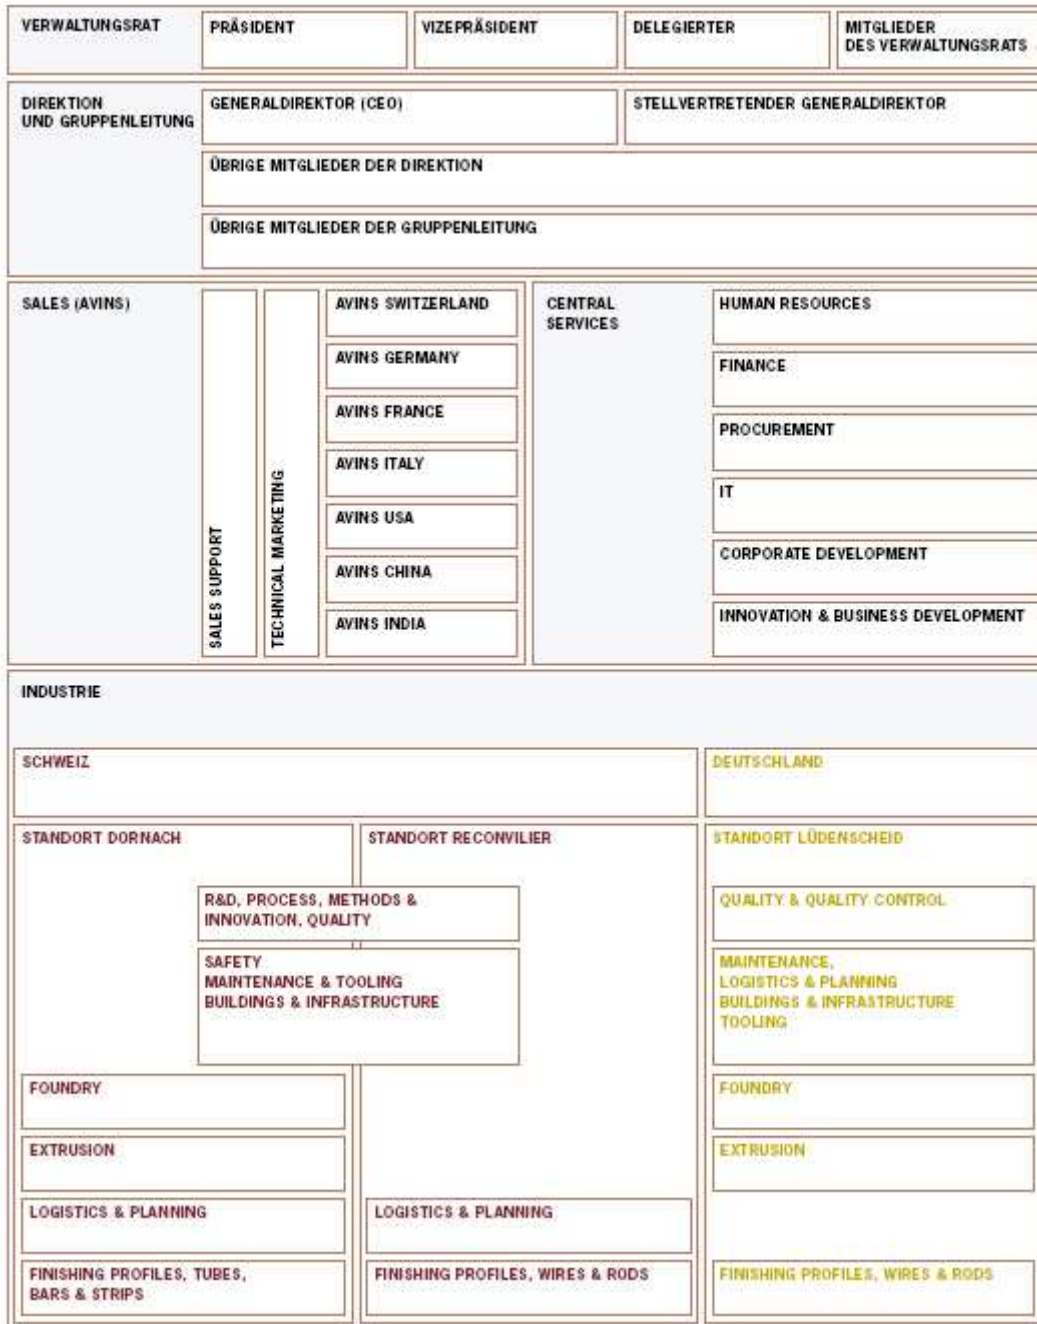 VERWALTUNGSRAT
PRÄSIDENT
VIZEPRÄSIDENT
DELEGIERTER
MITGLIEDER
DES VERWALTUNGSRATS
DIREKTION
UND GRUPPENLEITUNG
GENERALDIREKTOR (CEO)
STELLVERTRETENDER GENERALDIREKTOR
ÜBRIGE MITGLIEDER DER DIREKTION
ÜBRIGE MITGLIEDER DER GRUPPENLEITUNG
SALES (AVINS)
SALES SUPPORT
TECHNICAL MARKETING
AVINS SWITZERLAND
AVINS GERMANY
AVINS FRANCE
AVINS ITALY
AVINS USA
AVINS CHINA
AVINS INDIA
CENTRAL
SERVICES
HUMAN RESOURCES
FINANCE
PROCUREMENT
IT
CORPORATE DEVELOPMENT
INNOVATION & BUSINESS DEVELOPMENT
INDUSTRIE
SCHWEIZ
DEUTSCHLAND
STANDORT DORNACH
STANDORT RECONVILIER
STANDORT LÜDENSCHEID
R&D, PROCESS, METHODS &
INNOVATION, QUALITY
SAFETY
MAINTENANCE & TOOLING
BUILDINGS & INFRASTRUCTURE
QUALITY & QUALITY CONTROL
MAINTENANCE,
LOGISTICS & PLANNING
BUILDINGS & INFRASTRUCTURE
TOOLING
FOUNDRY
FOUNDRY
EXTRUSION
EXTRUSION
LOGISTICS & PLANNING
LOGISTICS & PLANNING
FINISHING PROFILES, TUBES,
BARS & STRIPS
FINISHING PROFILES, WIRES & RODS
FINISHING PROFILES, WIRES & RODS